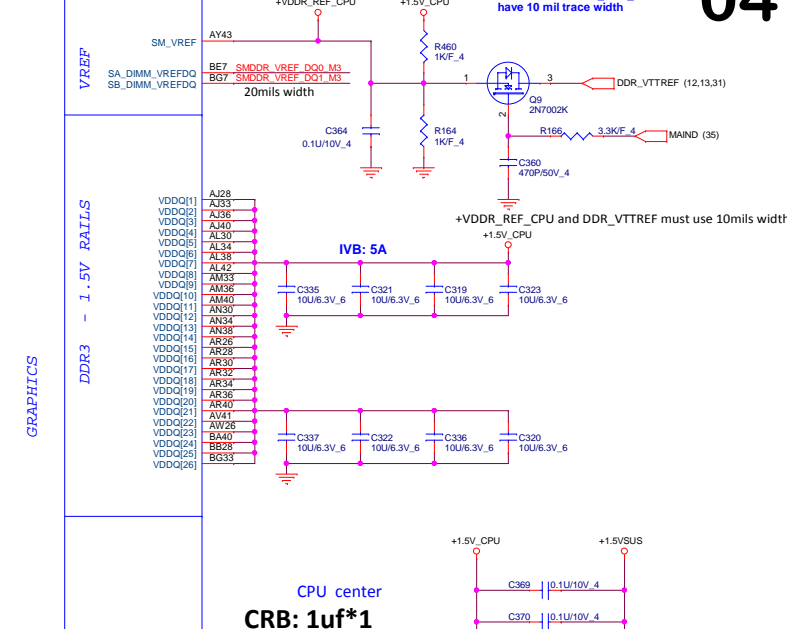 +VDDR_REF_CPU
+1.5V_CPU
have 10 mil trace width
04
VREF
SM_VREF
AY43
SA_DIMM_VREFDQ
BE7
SMDDR_VREF_DQ0_M3
SB_DIMM_VREFDQ
BG7
SMDDR_VREF_DQ1_M3
20mils width
R460
1K/F_4
C364
0.1U/10V_4
R164
1K/F_4
1
3
2
Q9
2N7002K
DDR_VTTREF (12,13,31)
R166
3.3K/F_4
MAIND (35)
C360
470P/50V_4
+VDDR_REF_CPU and DDR_VTTREF must use 10mils width
+1.5V_CPU
GRAPHICS
DDR3 - 1.5V RAILS
VDDQ[1] AJ28
VDDQ[2] AJ33
VDDQ[3] AJ36
VDDQ[4] AJ40
VDDQ[5] AL30
VDDQ[6] AL34
VDDQ[7] AL38
VDDQ[8] AL42
VDDQ[9] AM33
VDDQ[10] AM36
VDDQ[11] AM40
VDDQ[12] AN30
VDDQ[13] AN34
VDDQ[14] AN38
VDDQ[15] AR26
VDDQ[16] AR28
VDDQ[17] AR30
VDDQ[18] AR32
VDDQ[19] AR34
VDDQ[20] AR36
VDDQ[21] AR40
VDDQ[22] AV41
VDDQ[23] AW26
VDDQ[24] BA40
VDDQ[25] BB28
VDDQ[26] BG33
IVB: 5A
C335
10U/6.3V_6
C321
10U/6.3V_6
C319
10U/6.3V_6
C323
10U/6.3V_6
C337
10U/6.3V_6
C322
10U/6.3V_6
C336
10U/6.3V_6
C320
10U/6.3V_6
+1.5V_CPU
+1.5VSUS
C369
0.1U/10V_4
C370
0.1U/10V_4
CPU center
CRB: 1uf*1